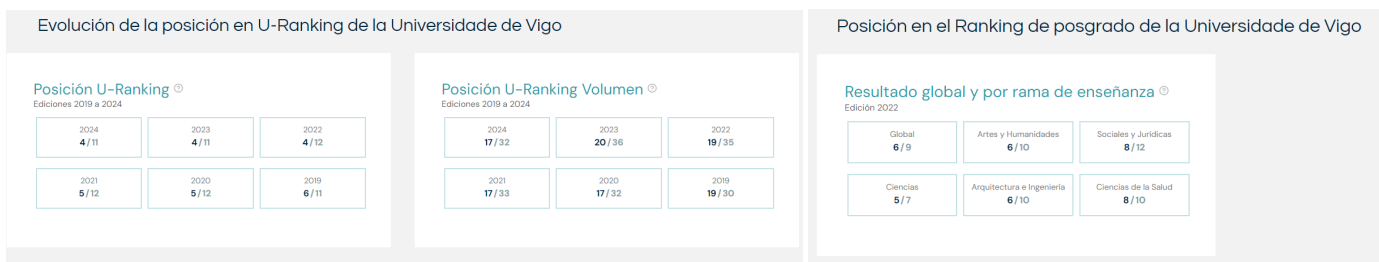 Evolución de la posición en U-Ranking de la Universidade de Vigo
Posición U-Ranking
Ediciones 2019 a 2024
2024
4/11
2023
4/11
2022
4/12
2021
5/12
2020
5/12
2019
6/11
Posición U-Ranking Volumen
Ediciones 2019 a 2024
2024
17/32
2023
20/36
2022
19/35
2021
17/33
2020
17/32
2019
19/30
Posición en el Ranking de posgrado de la Universidade de Vigo
Resultado global y por rama de enseñanza
Edición 2022
Global
6/9
Artes y Humanidades
6/10
Sociales y Jurídicas
8/12
Ciencias
5/7
Arquitectura e Ingeniería
6/10
Ciencias de la Salud
8/10